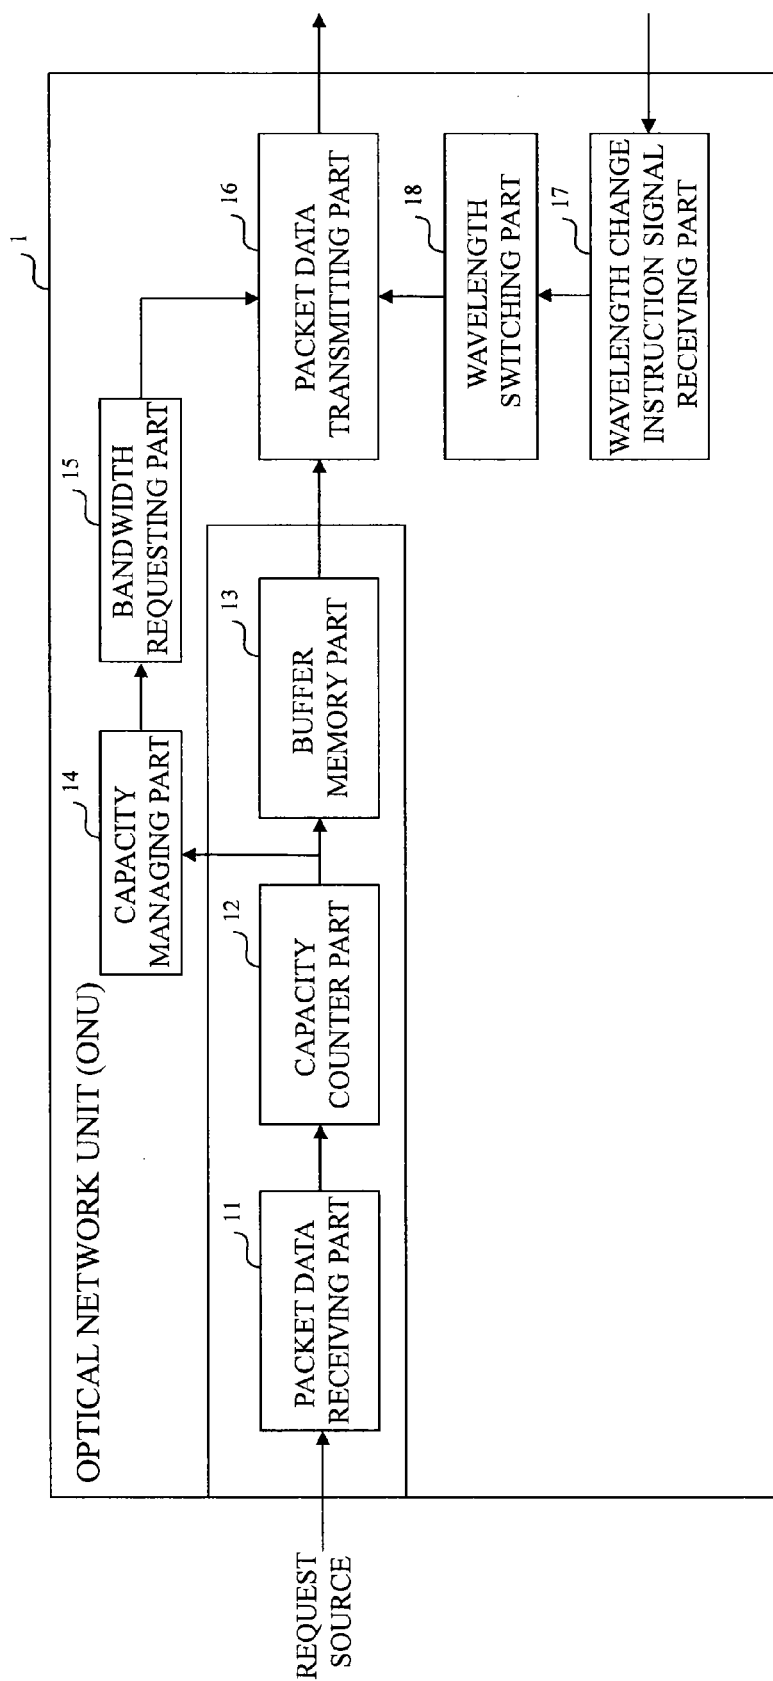 1
OPTICAL NETWORK UNIT (ONU)
14
CAPACITY
MANAGING PART
15
BANDWIDTH
REQUESTING PART
REQUEST
SOURCE
11
PACKET DATA
RECEIVING PART
12
CAPACITY
COUNTER PART
13
BUFFER
MEMORY PART
16
PACKET DATA
TRANSMITTING PART
18
WAVELENGTH
SWITCHING PART
17
WAVELENGTH CHANGE
INSTRUCTION SIGNAL
RECEIVING PART